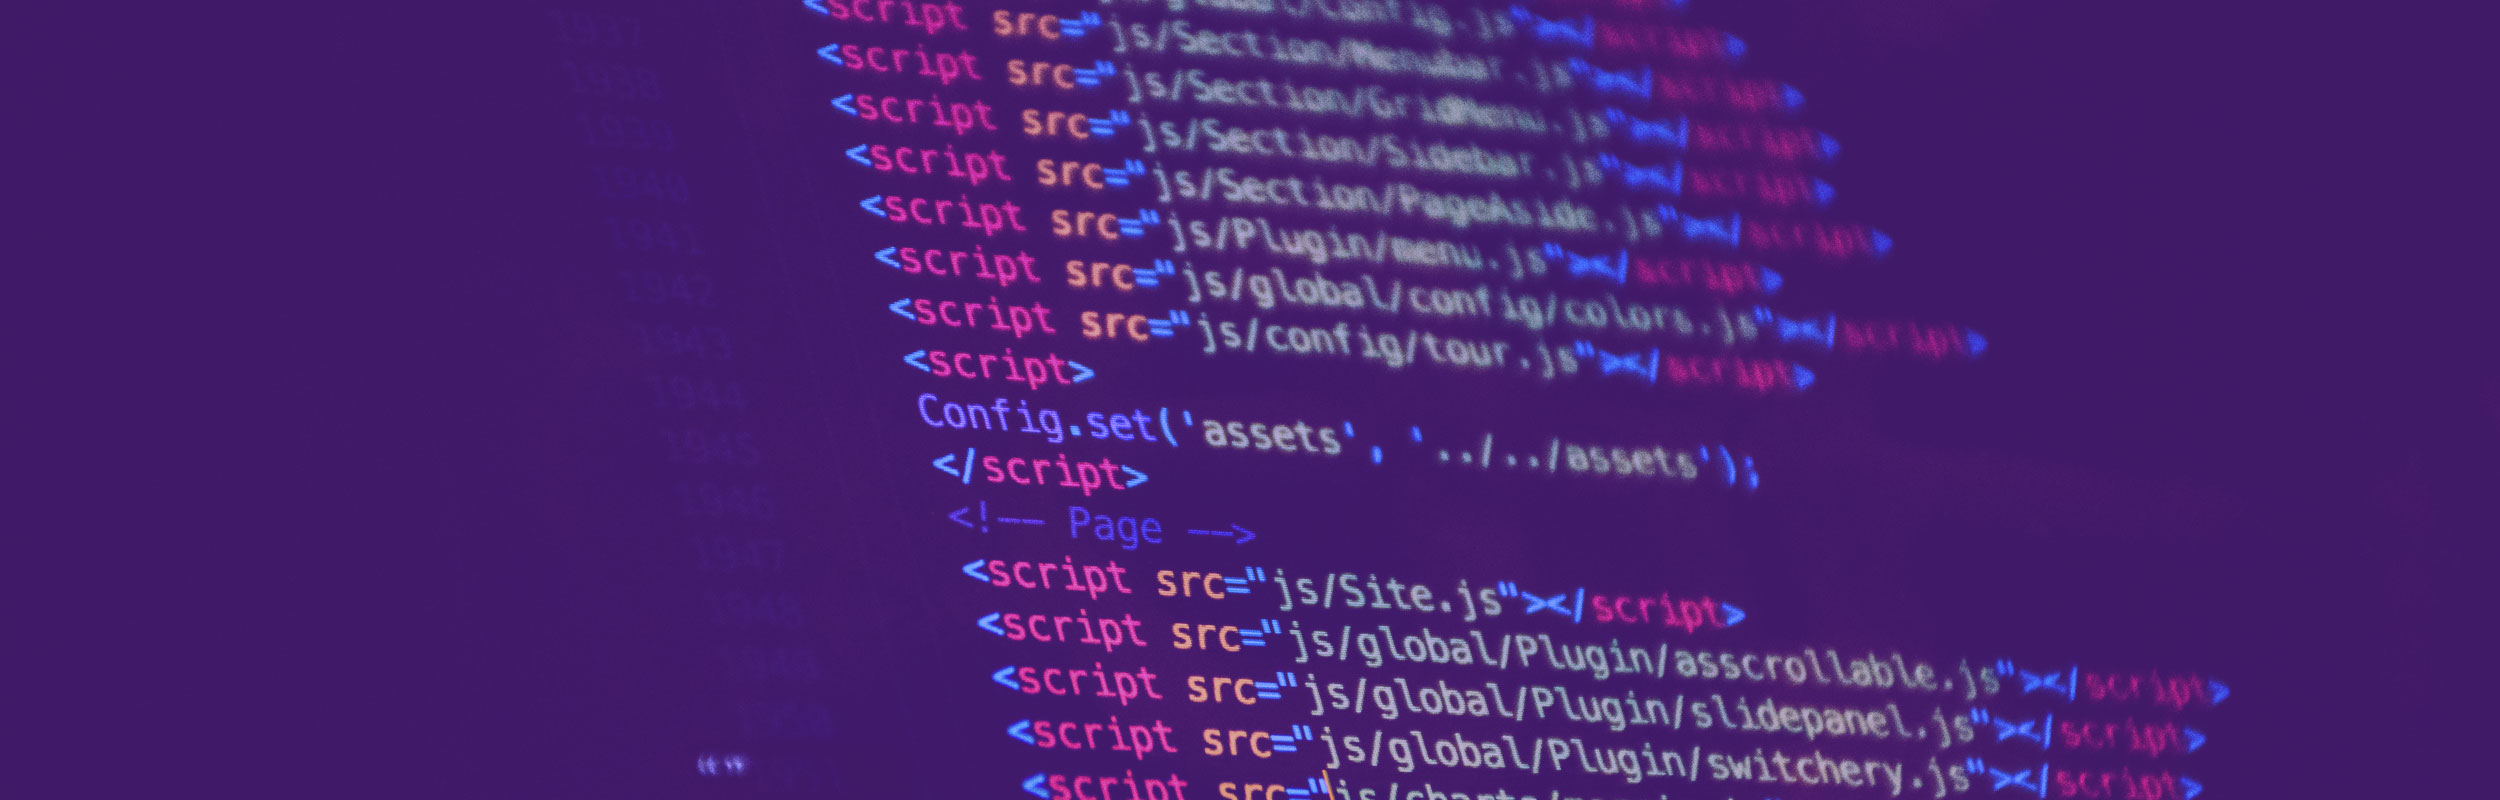 <script src="js/global/config.js"></script>
<script src="js/Section/Menubar.js"></script>
<script src="js/Section/GridMenu.js"></script>
<script src="js/Section/Sidebar.js"></script>
<script src="js/Section/PageAside.js"></script>
<script src="js/Plugin/menu.js"></script>
<script src="js/global/config/colors.js"></script>
<script src="js/config/tour.js"></script>
<script>
Config.set('assets', '../../assets');
</script>
<!-- Page -->
<script src="js/Site.js"></script>
<script src="js/global/Plugin/asscrollable.js"></script>
<script src="js/global/Plugin/slidepanel.js"></script>
<script src="js/global/Plugin/switchery.js"></script>
<script src="js/charts/